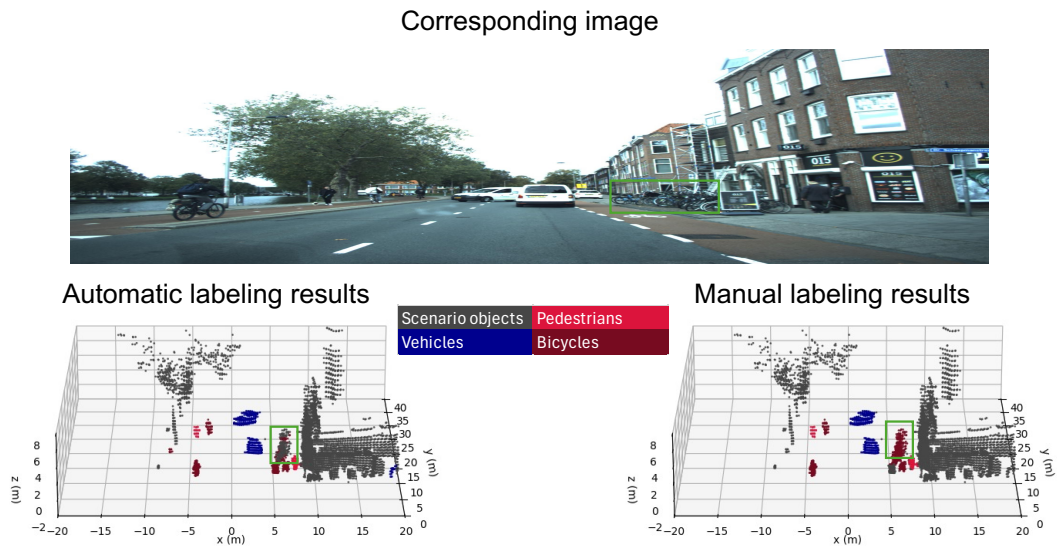 Corresponding image
015
015
015
Automatic labeling results
Manual labeling results
Scenario objects Pedestrians
Vehicles Bicycles
8
6
4
2
0
−2
z (m)
−20 −15 −10 −5 0 5 10 15 20
x (m)
40
35
30
25
20
15
10
5
0
y (m)
8
6
4
2
0
−2
z (m)
−20 −15 −10 −5 0 5 10 15 20
x (m)
40
35
30
25
20
15
10
5
0
y (m)